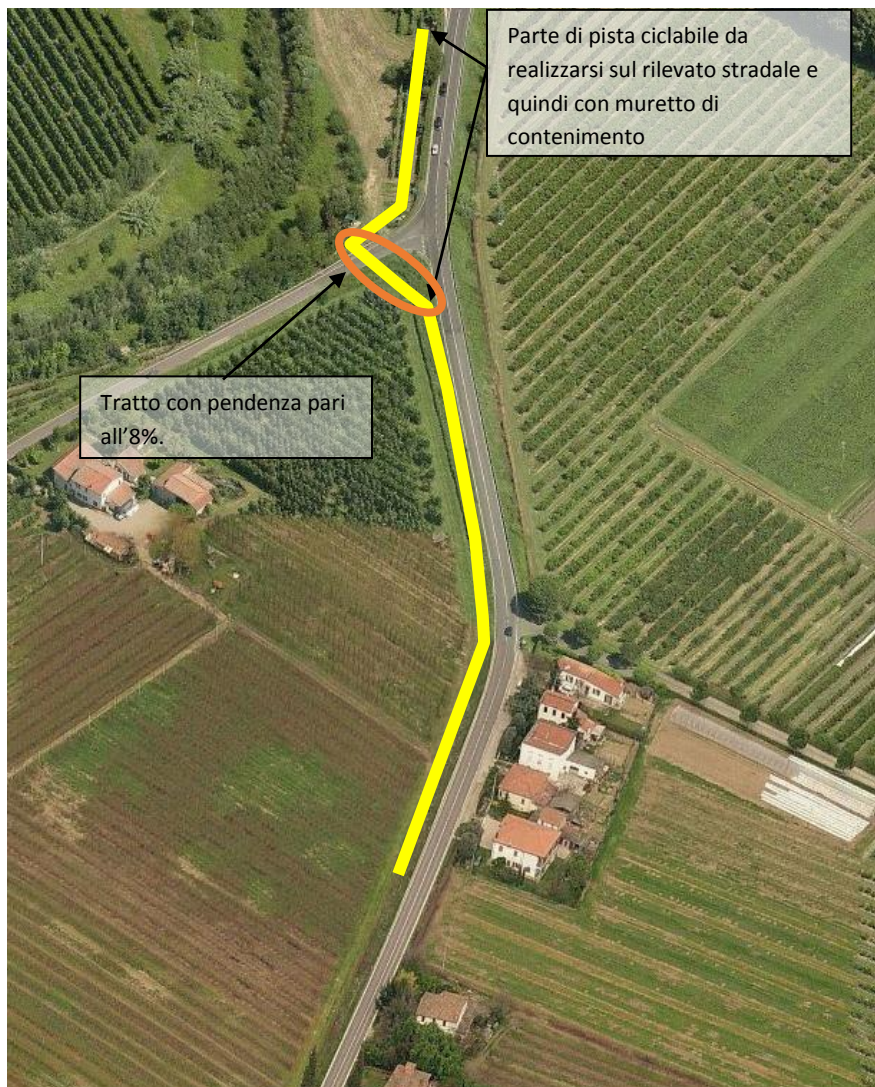 Parte di pista ciclabile da
realizzarsi sul rilevato stradale e
quindi con muretto di
contenimento
Tratto con pendenza pari
all’8%.